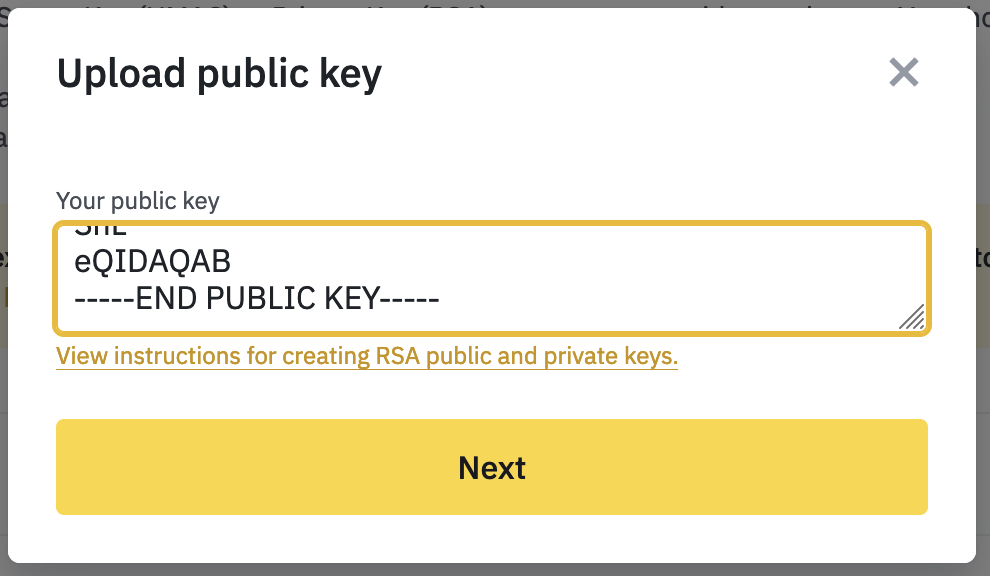 Upload public key
Your public key
eQIDAQAB
-----END PUBLIC KEY-----
View instructions for creating RSA public and private keys.
Next